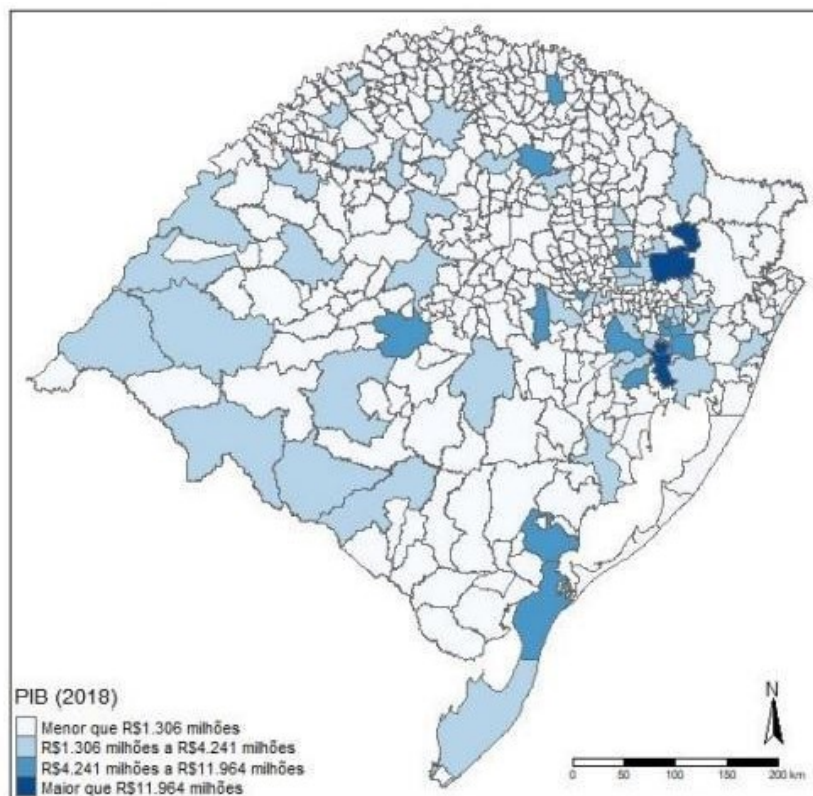 PIB (2018)
Menor que R$1.306 milhões
R$1.306 milhões a R$4.241 milhões
R$4.241 milhões a R$11.964 milhões
Maior que R$11.964 milhões
N
0 50 100 150 200 km